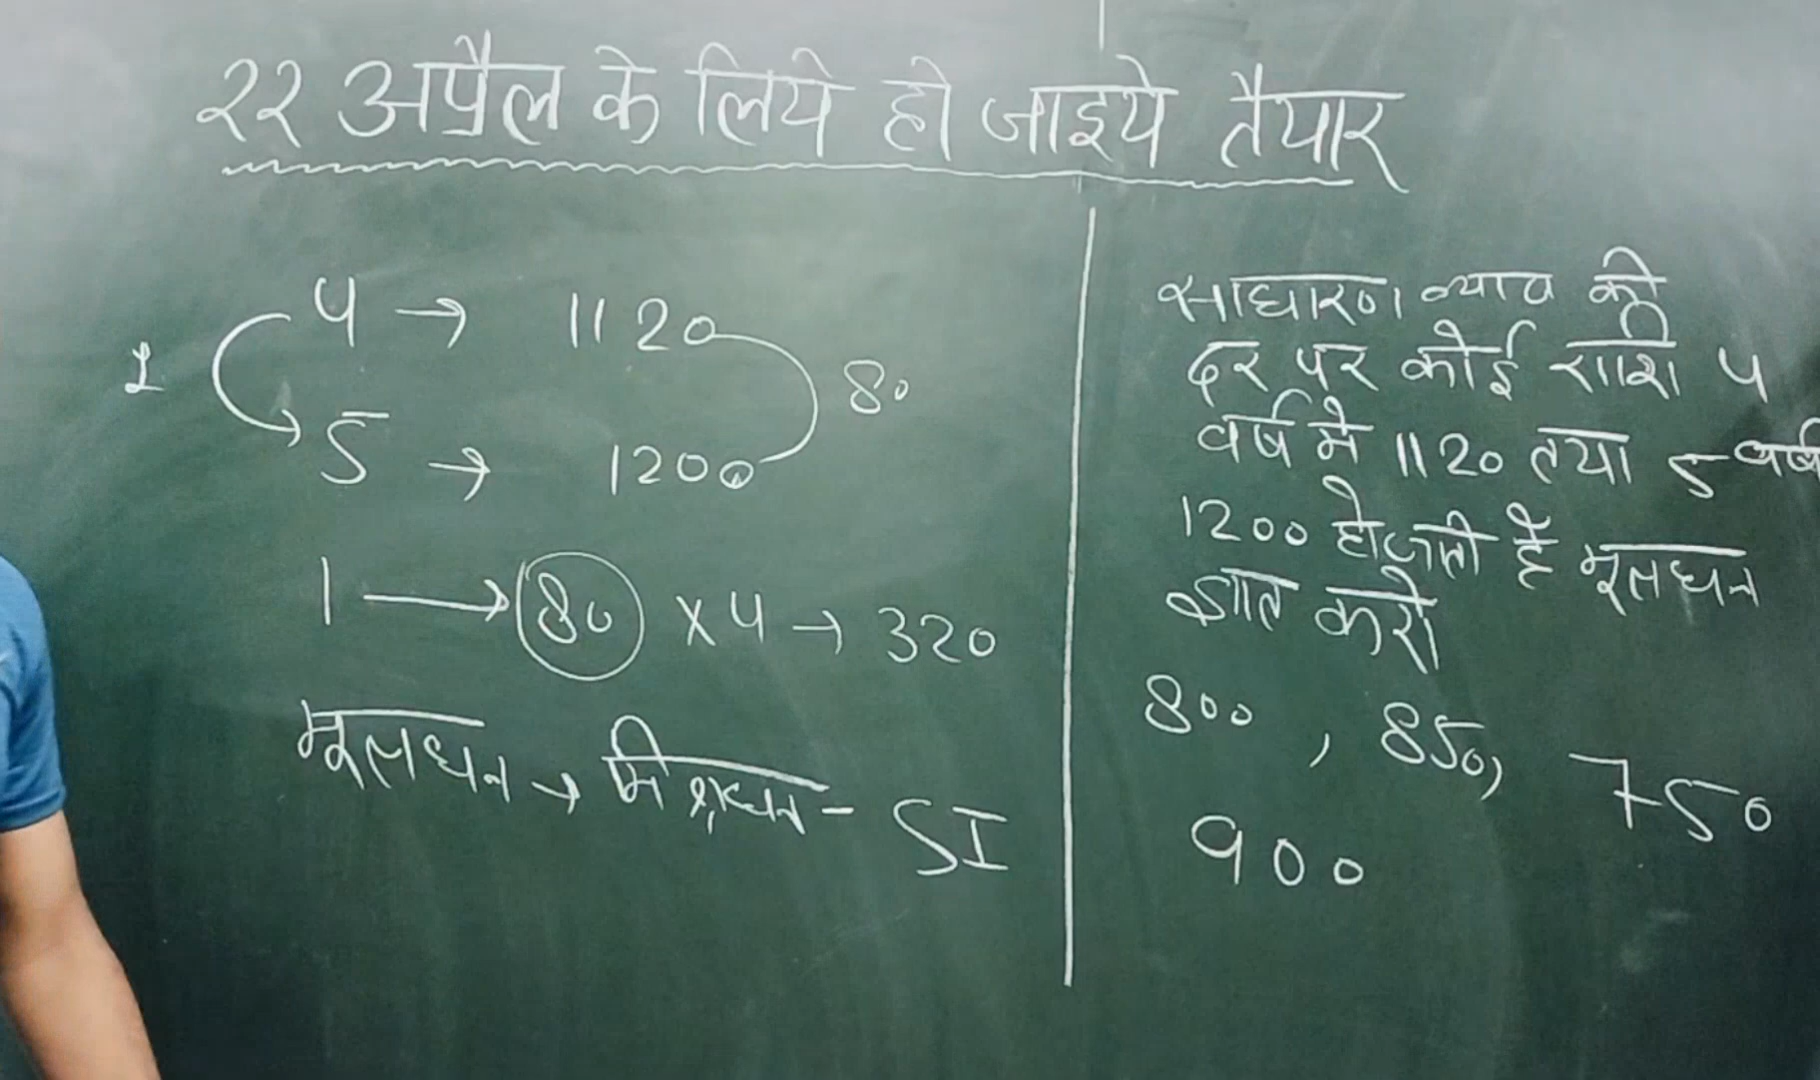 २२ अप्रैल के लिये हो जाइये तैयार
4 → 1120
1
80
5 → 1200
1 → 80 x 4 → 320
मूलधन → मिश्रधन - SI
साधारण ब्याज की
दर पर कोई राशि 4
वर्ष मे 1120 तथा 5 वर्ष
1200 हो जाती है मूलधन
ज्ञात करो
800 , 850, 750
900